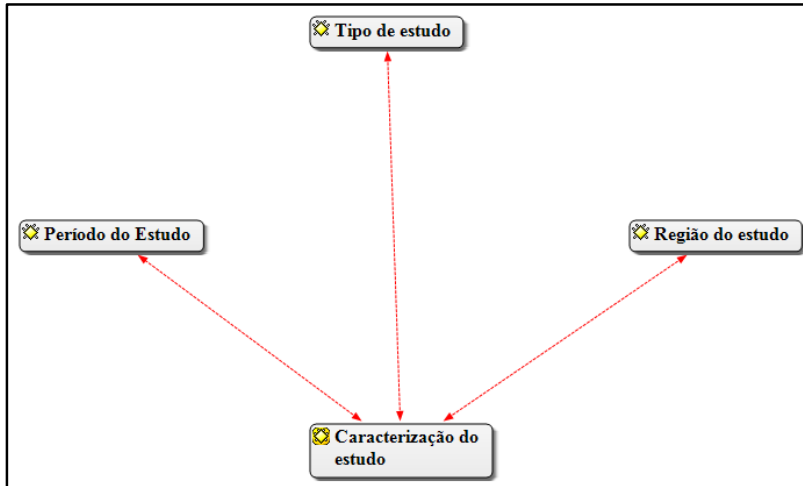 Tipo de estudo
Período do Estudo
Região do estudo
Caracterização do
estudo